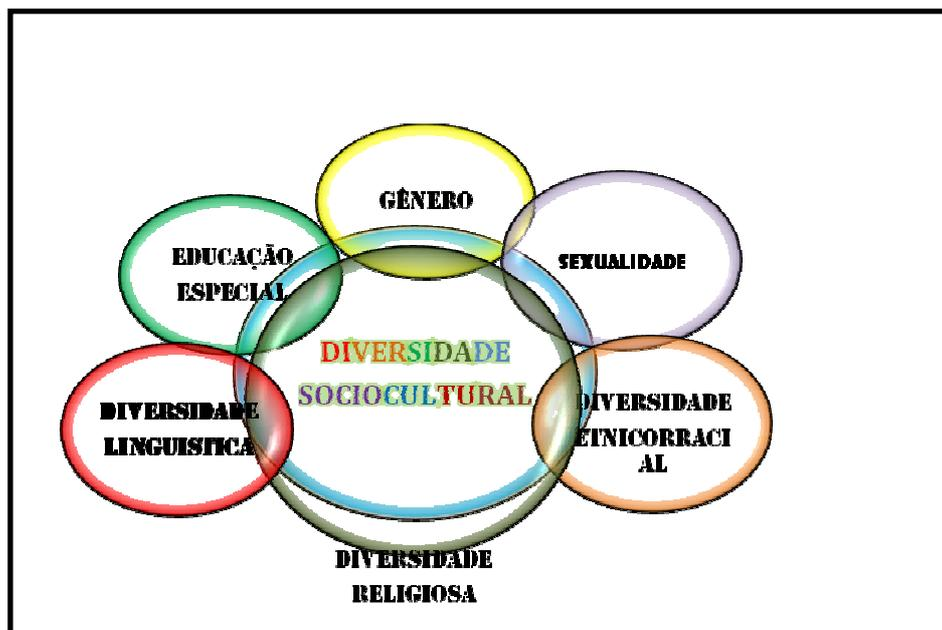 GÊNERO
EDUCAÇÃO
ESPECIAL
SEXUALIDADE
DIVERSIDADE
SOCIOCULTURAL
DIVERSIDADE
LINGUISTICA
DIVERSIDADE
ETNICORRACI
AL
DIVERSIDADE
RELIGIOSA